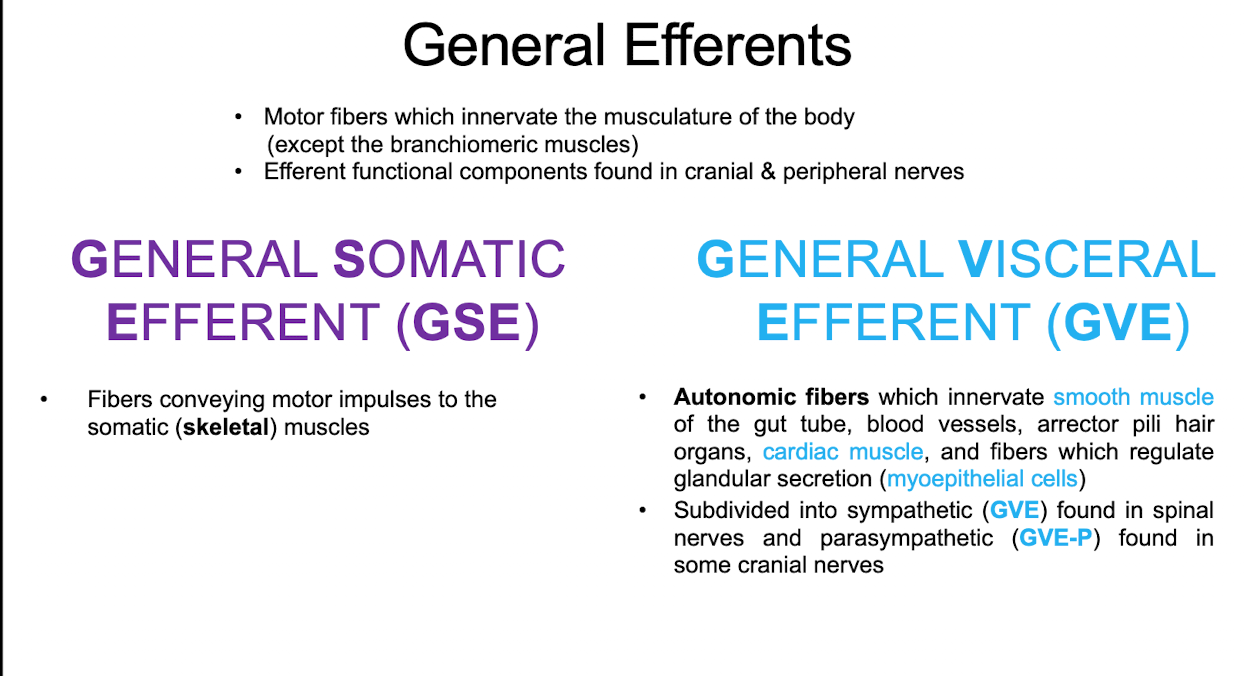 General Efferents
• Motor fibers which innervate the musculature of the body
(except the branchiomeric muscles)
• Efferent functional components found in cranial & peripheral nerves
GENERAL SOMATIC
EFFERENT (GSE)
• Fibers conveying motor impulses to the
somatic (skeletal) muscles
GENERAL VISCERAL
EFFERENT (GVE)
• Autonomic fibers which innervate smooth muscle
of the gut tube, blood vessels, arrector pili hair
organs, cardiac muscle, and fibers which regulate
glandular secretion (myoepithelial cells)
• Subdivided into sympathetic (GVE) found in spinal
nerves and parasympathetic (GVE-P) found in
some cranial nerves